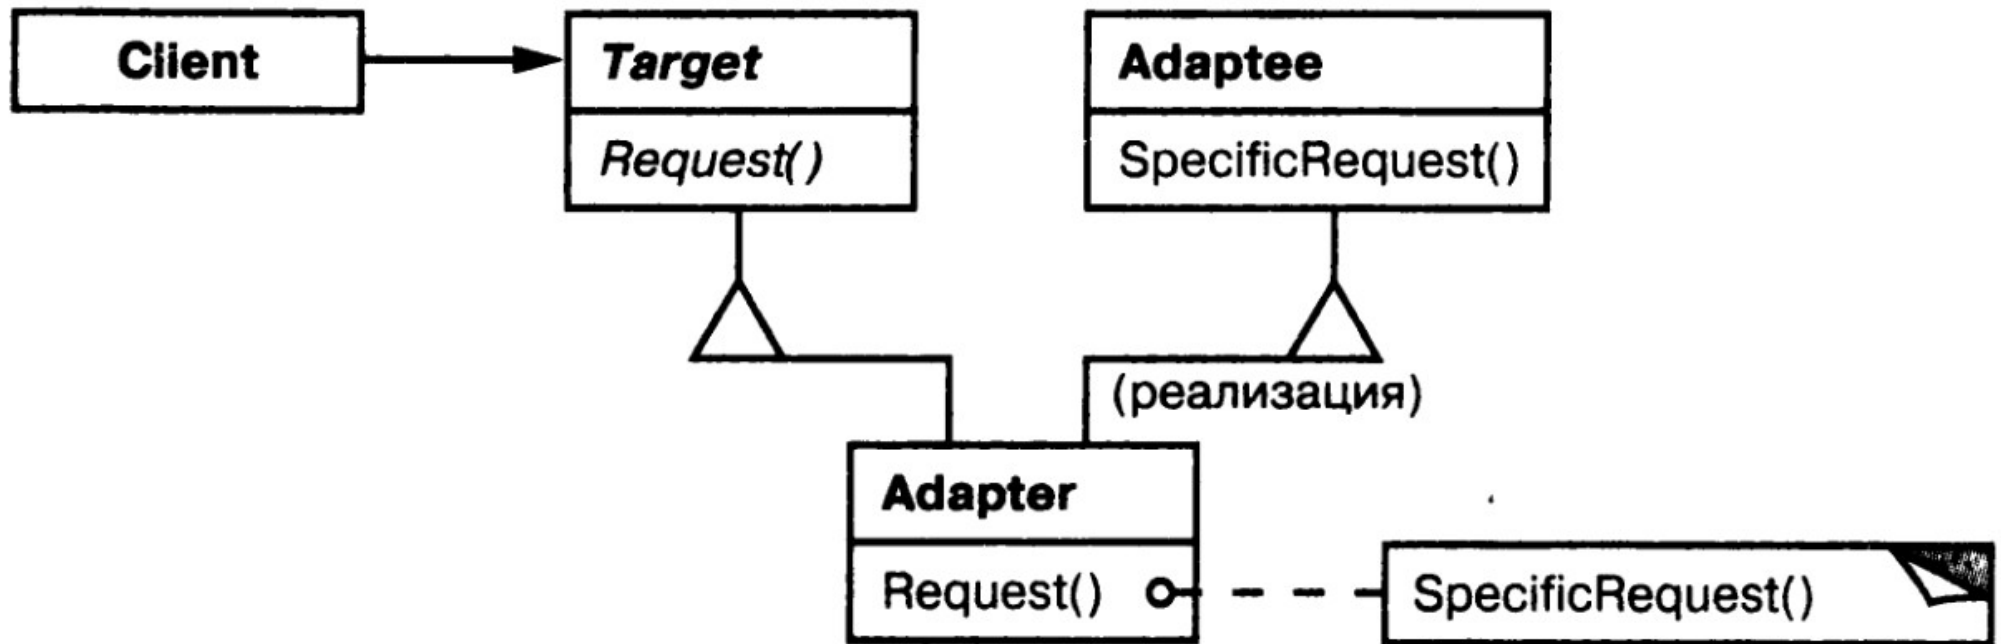 Client
Target
Request()
Adaptee
SpecificRequest()
(реализация)
Adapter
Request()
SpecificRequest()